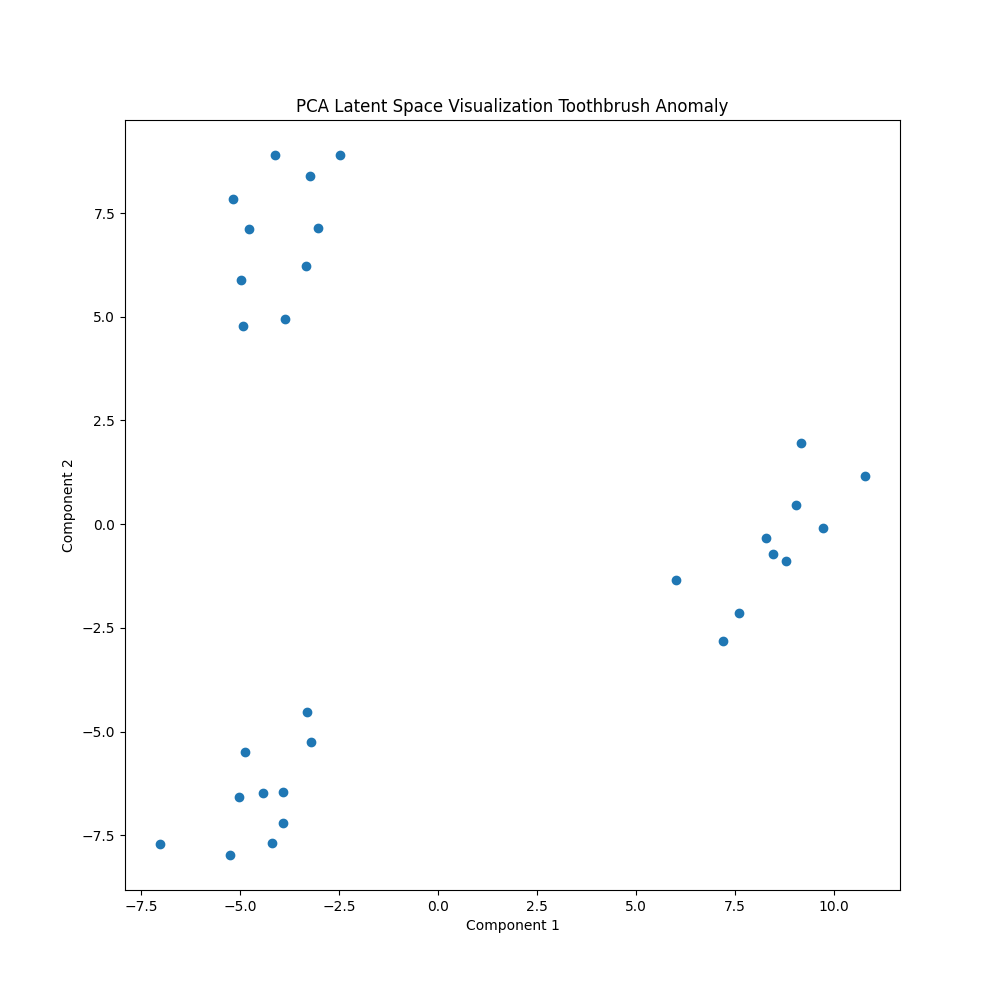 PCA Latent Space Visualization Toothbrush Anomaly
7.5
5.0
2.5
0.0
−2.5
−5.0
−7.5
Component 2
−7.5 −5.0 −2.5 0.0 2.5 5.0 7.5 10.0
Component 1